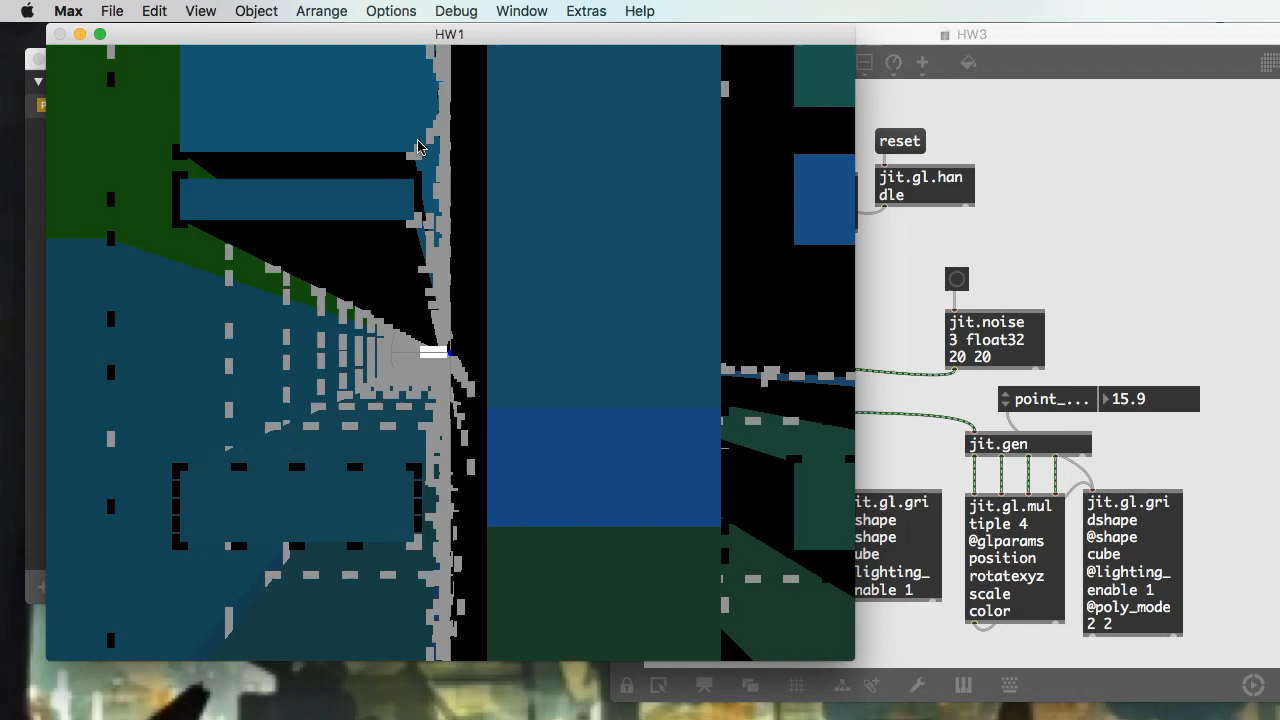 Max File Edit View Object Arrange Options Debug Window Extras Help
HW1
HW3
reset
jit.gl.han
dle
jit.noise
3 float32
20 20
point_... 15.9
jit.gen
it.gl.gri
shape
ube
lighting_
enable 1
jit.gl.mul
tiple 4
@glparams
position
rotatexyz
scale
color
jit.gl.gri
dshape
@shape
cube
@lighting_
enable 1
@poly_mode
2 2